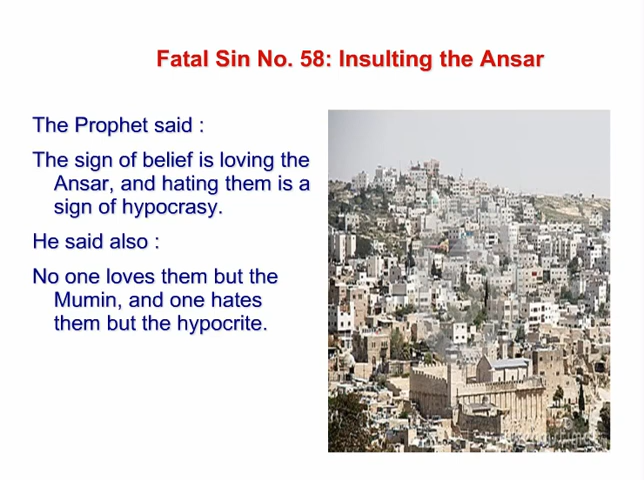 Fatal Sin No. 58: Insulting the Ansar
The Prophet said :
The sign of belief is loving the
Ansar, and hating them is a
sign of hypocrasy.
He said also :
No one loves them but the
Mumin, and one hates
them but the hypocrite.